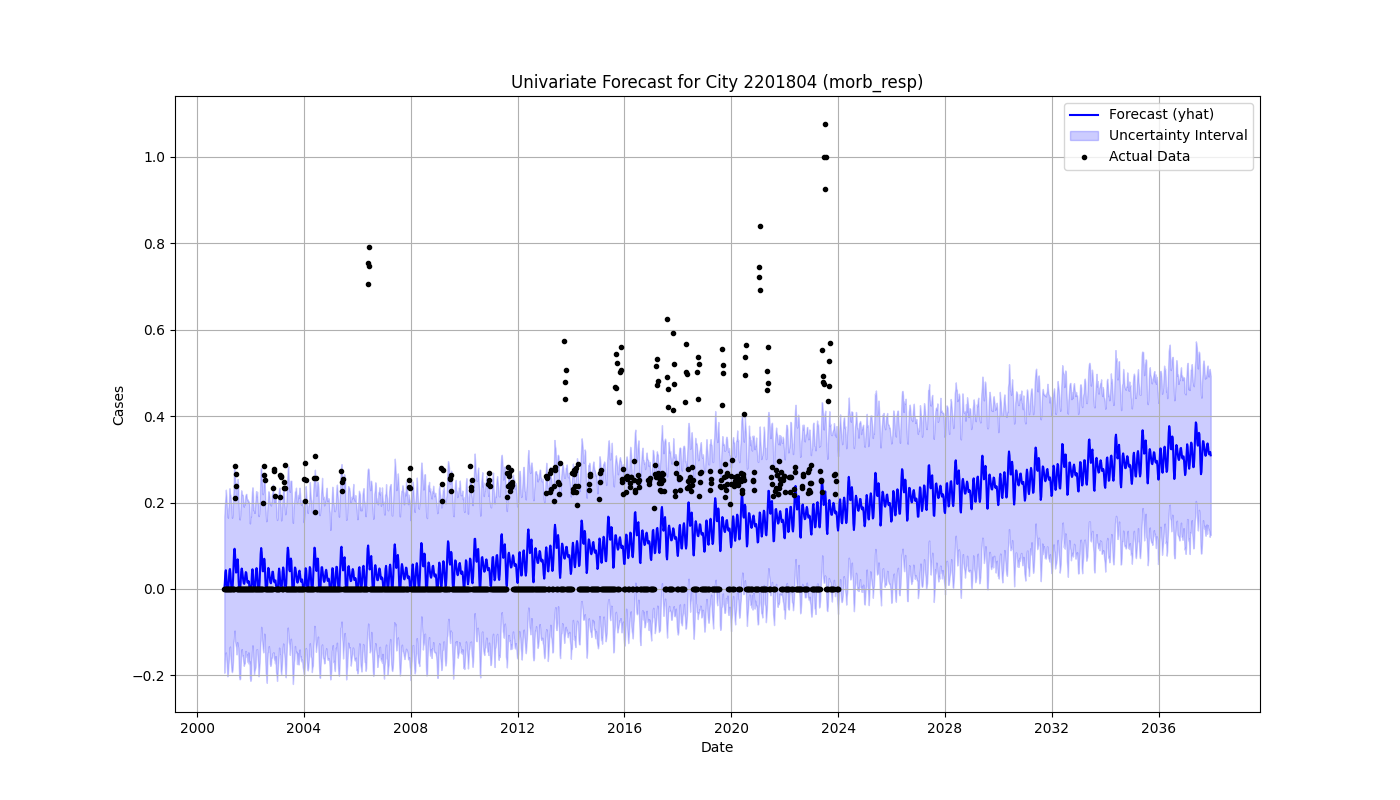 Univariate Forecast for City 2201804 (morb_resp)
Forecast (yhat)
Uncertainty Interval
Actual Data
1.0
0.8
0.6
0.4
0.2
0.0
−0.2
Cases
2000 2004 2008 2012 2016 2020 2024 2028 2032 2036
Date